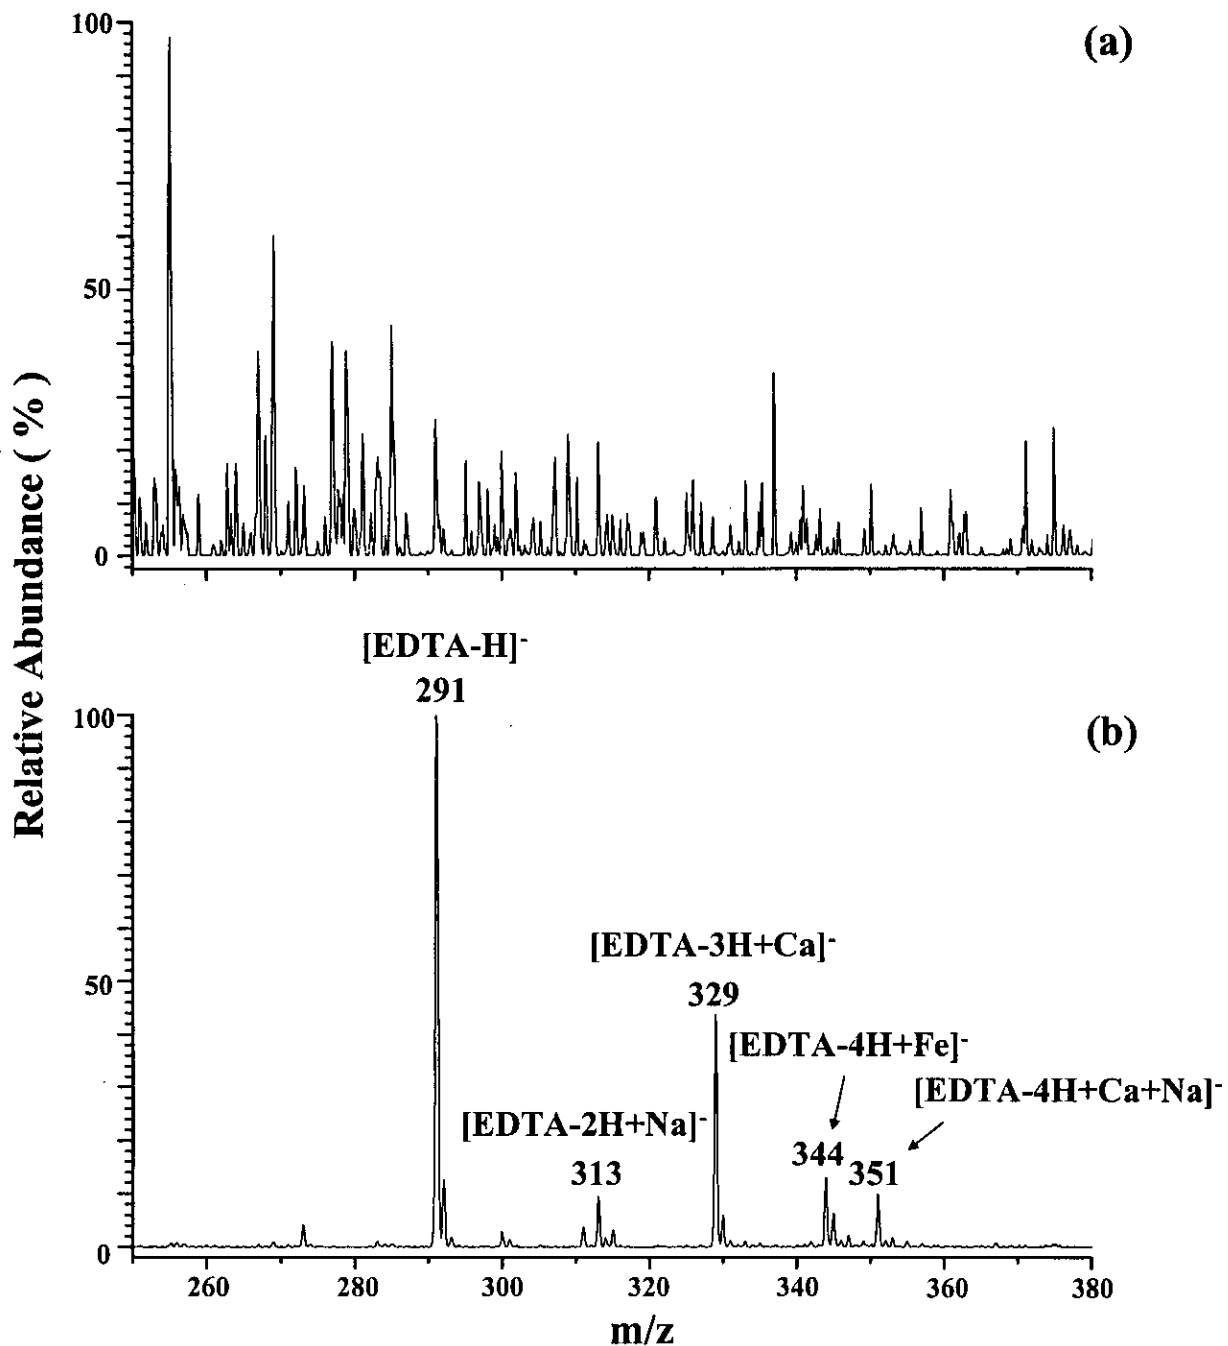 (a)
100
50
0
Relative Abundance ( % )
[EDTA-H]-
291
(b)
100
[EDTA-3H+Ca]-
50
329
[EDTA-4H+Fe]-
[EDTA-4H+Ca+Na]-
[EDTA-2H+Na]-
344
351
313
0
260 280 300 320 340 360 380
m/z